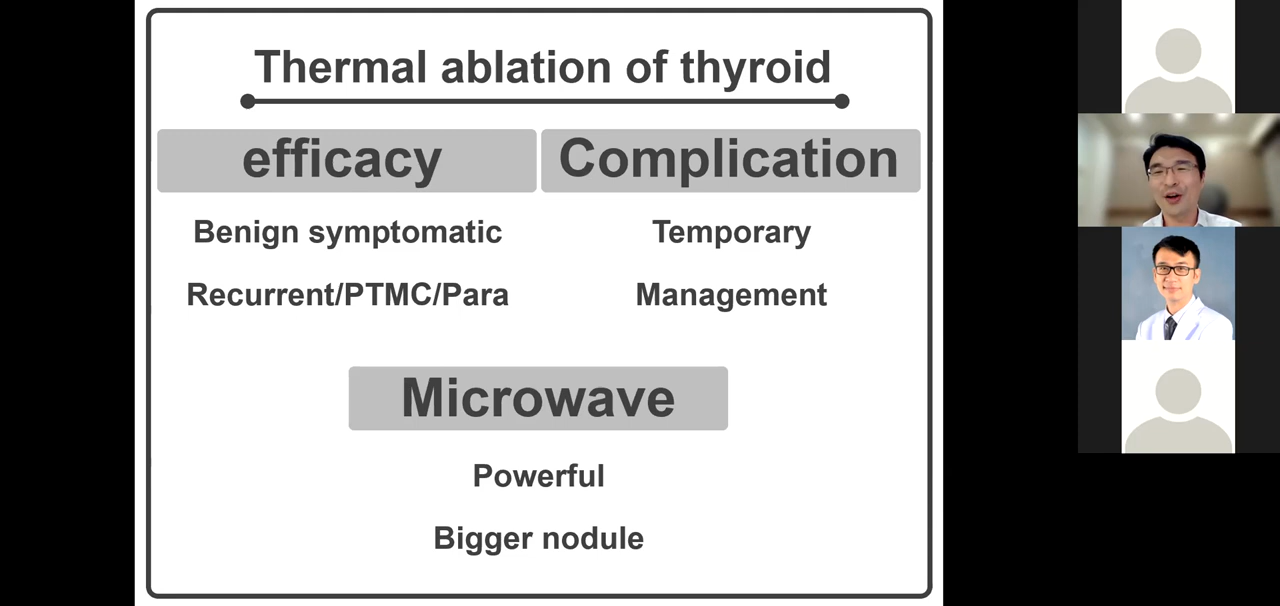 Thermal ablation of thyroid
efficacy
Complication
Benign symptomatic
Temporary
Recurrent/PTMC/Para
Management
Microwave
Powerful
Bigger nodule